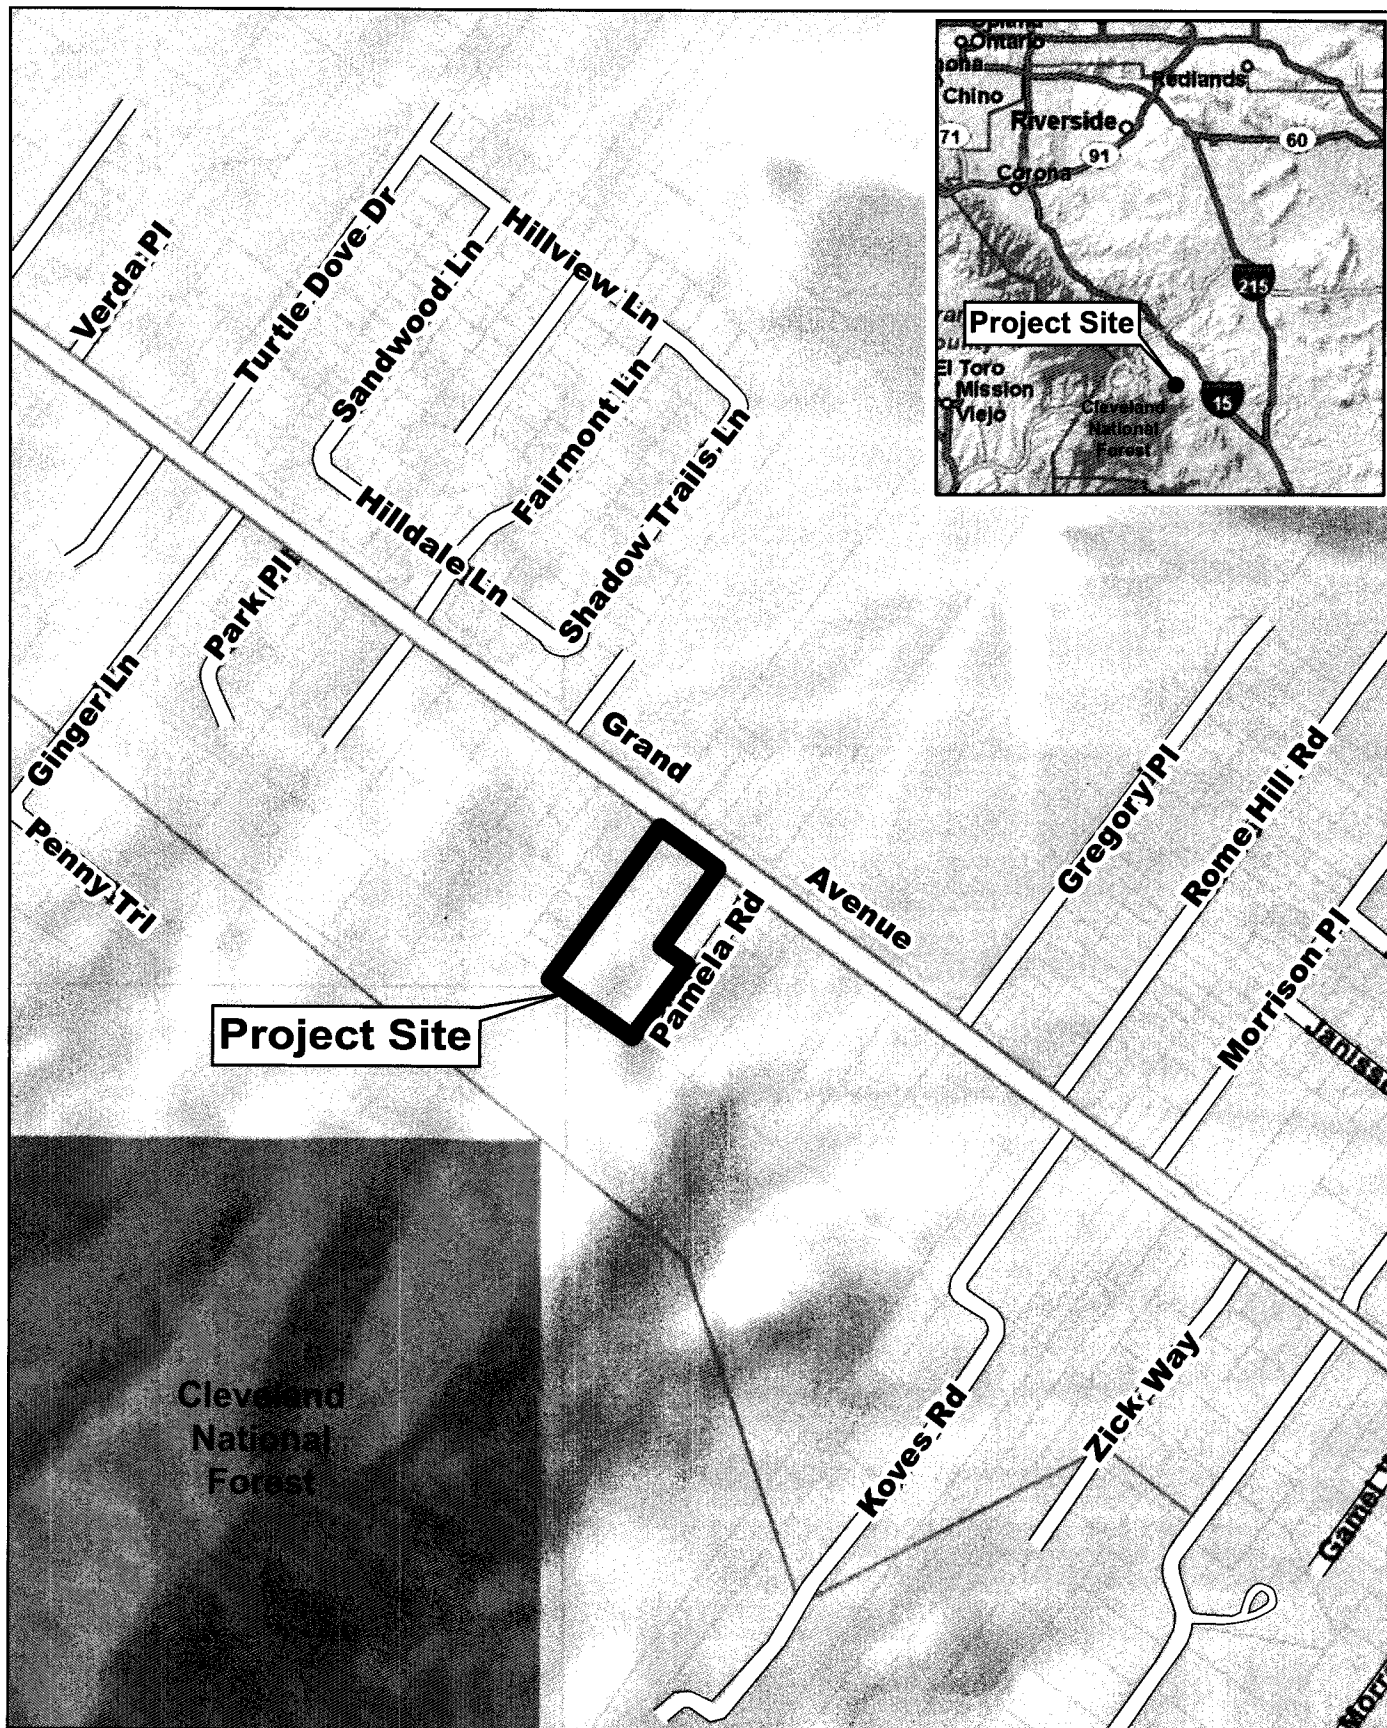 Ontario
Chino
Redlands
Riverside
71
91
60
Corona
215
Project Site
El Toro
Mission
Viejo
Cleveland
National
Forest
15
Verda Pl
Turtle Dove Dr
Sandwood Ln
Hillview Ln
Fairmont Ln
Shadow Trails Ln
Hilldale Ln
Park Pl
Ginger Ln
Penny Trl
Grand
Avenue
Gregory Pl
Rome Hill Rd
Morrison Pl
Pamela Rd
Project Site
Koves Rd
Zick Way
Cleveland
National
Forest